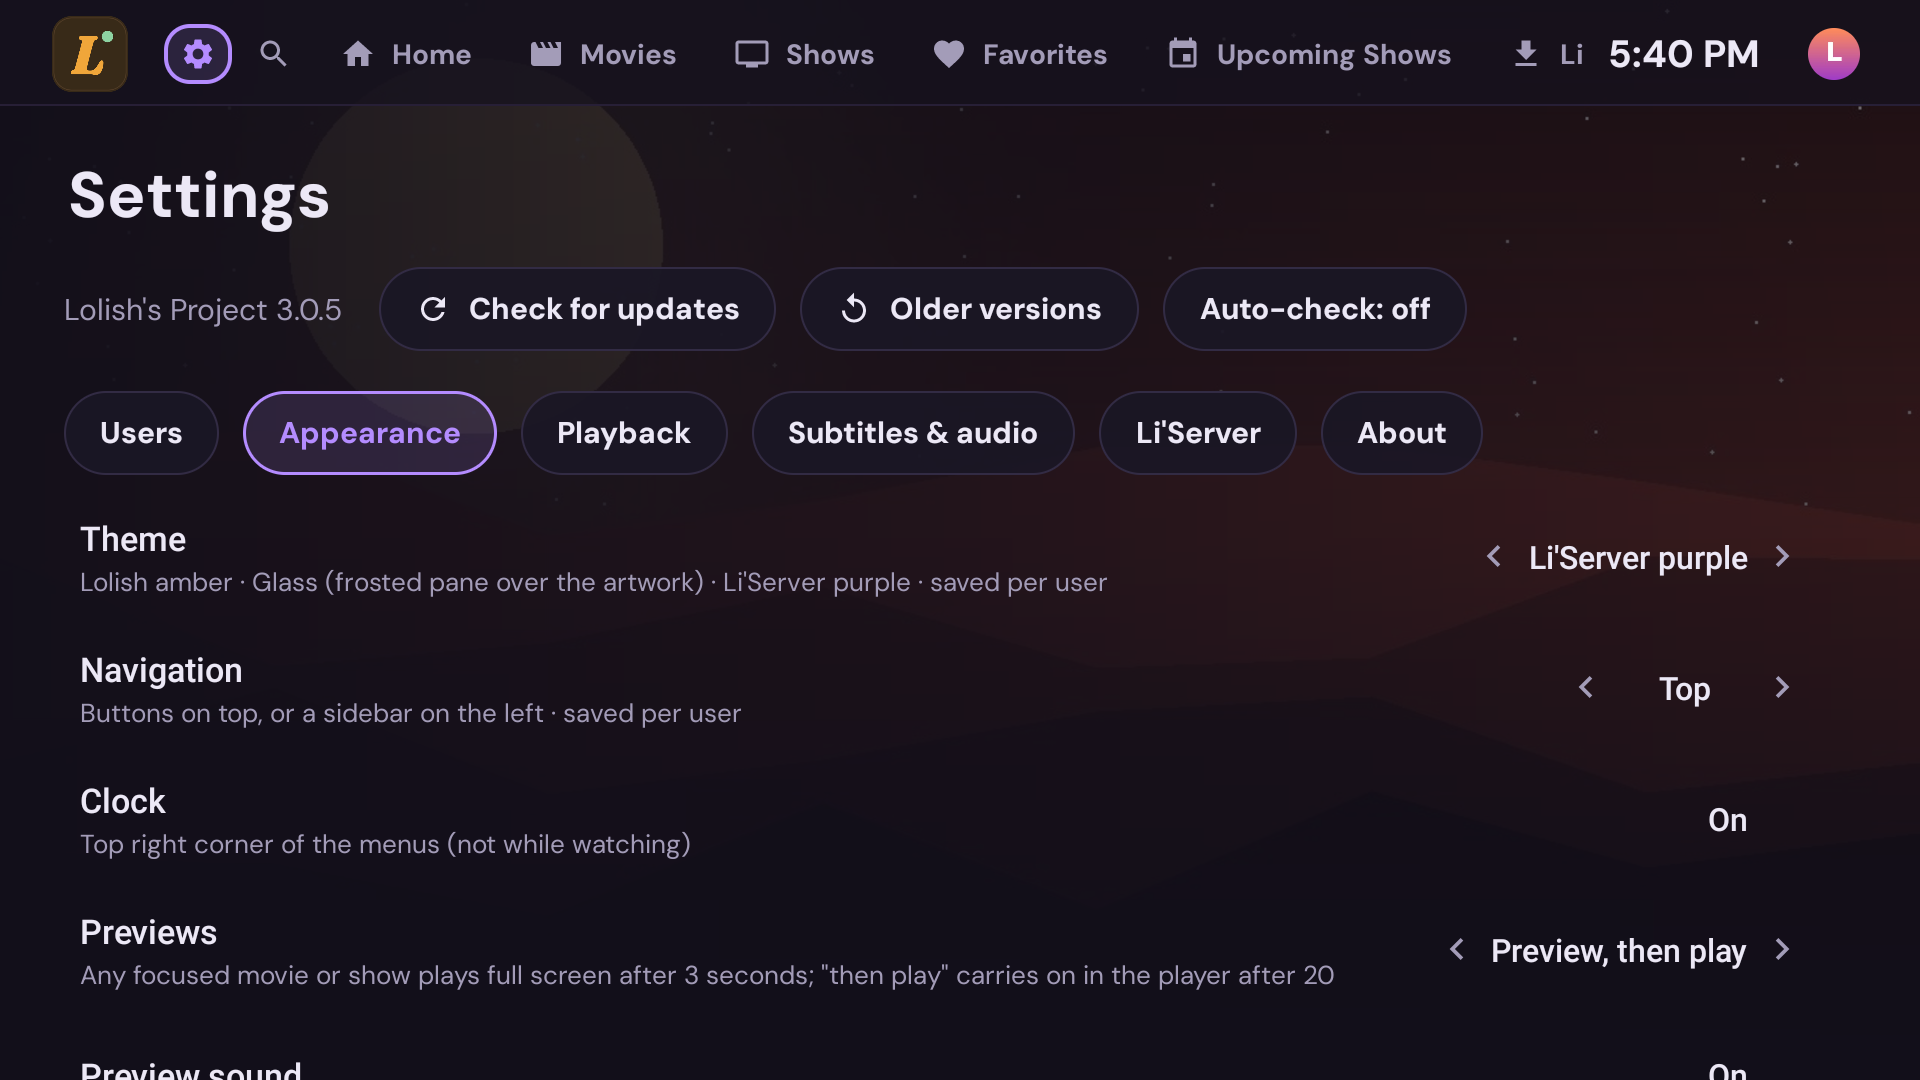 L
Home
Movies
Shows
Favorites
Upcoming Shows
Li
5:40 PM
L
Settings
Lolish's Project 3.0.5
Check for updates
Older versions
Auto-check: off
Users
Appearance
Playback
Subtitles & audio
Li'Server
About
Theme
Lolish amber · Glass (frosted pane over the artwork) · Li'Server purple · saved per user
Li'Server purple
Navigation
Buttons on top, or a sidebar on the left · saved per user
Top
Clock
Top right corner of the menus (not while watching)
On
Previews
Any focused movie or show plays full screen after 3 seconds; "then play" carries on in the player after 20
Preview, then play
Preview sound
On